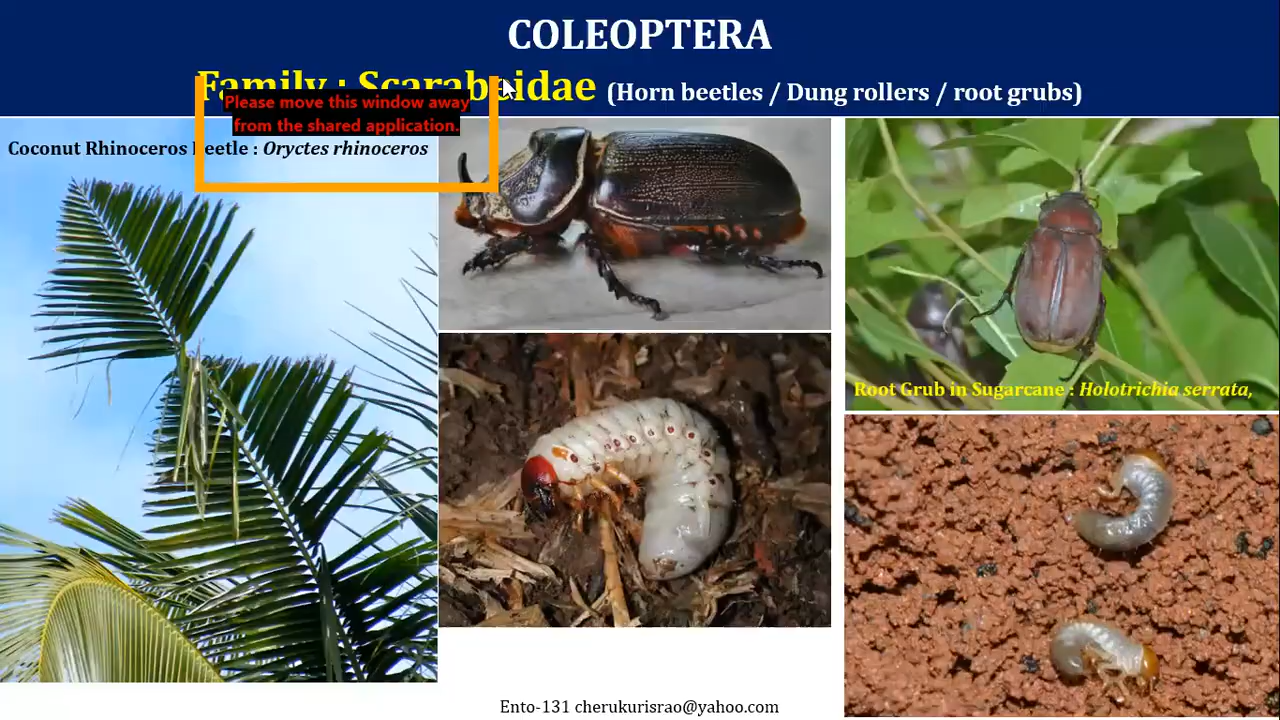 COLEOPTERA
Family : Scarabeidae (Horn beetles / Dung rollers / root grubs)
Please move this window away
from the shared application.
Coconut Rhinoceros Beetle : Oryctes rhinoceros
Root Grub in Sugarcane : Holotrichia serrata,
Ento-131 cherukurisrao@yahoo.com